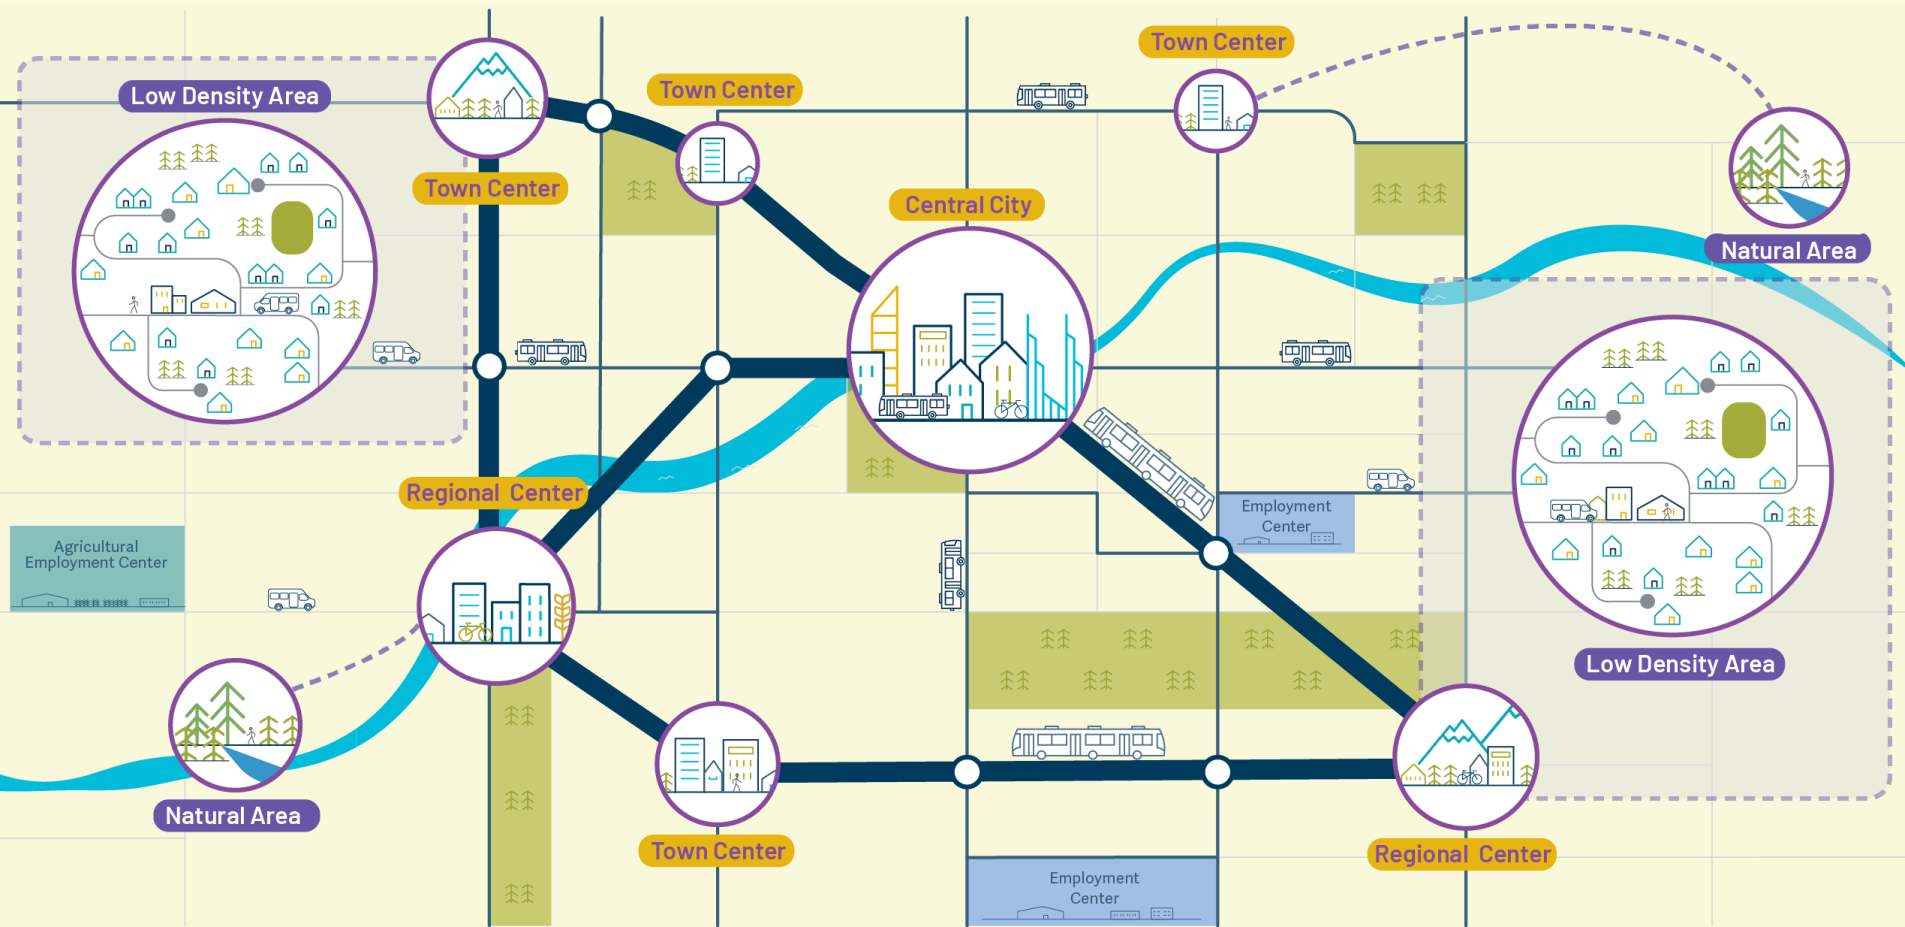 Town Center
Low Density Area
Town Center
Town Center
Central City
Natural Area
Regional  Center
Employment
Center
Agricultural
Employment Center
Low Density Area
Natural Area
Town Center
Regional  Center
Employment
Center